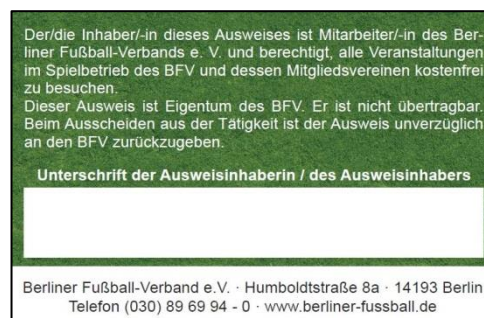 Der/die Inhaber/-in dieses Ausweises ist Mitarbeiter/-in des Ber-
liner Fußball-Verbands e. V. und berechtigt, alle Veranstaltungen
im Spielbetrieb des BFV und dessen Mitgliedsvereinen kostenfrei
zu besuchen.
Dieser Ausweis ist Eigentum des BFV. Er ist nicht übertragbar.
Beim Ausscheiden aus der Tätigkeit ist der Ausweis unverzüglich
an den BFV zurückzugeben.
Unterschrift der Ausweisinhaberin / des Ausweisinhabers
Berliner Fußball-Verband e.V. · Humboldtstraße 8a · 14193 Berlin
Telefon (030) 89 69 94 - 0 · www.berliner-fussball.de